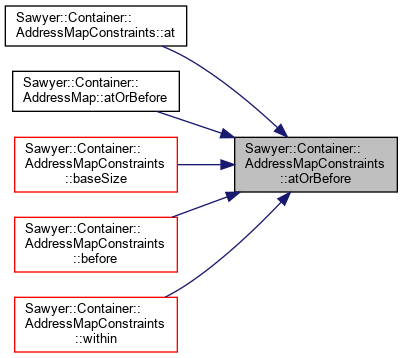 Sawyer::Container::
AddressMapConstraints::at
Sawyer::Container::
AddressMap::atOrBefore
Sawyer::Container::
AddressMapConstraints
::baseSize
Sawyer::Container::
AddressMapConstraints
::before
Sawyer::Container::
AddressMapConstraints
::within
Sawyer::Container::
AddressMapConstraints
::atOrBefore